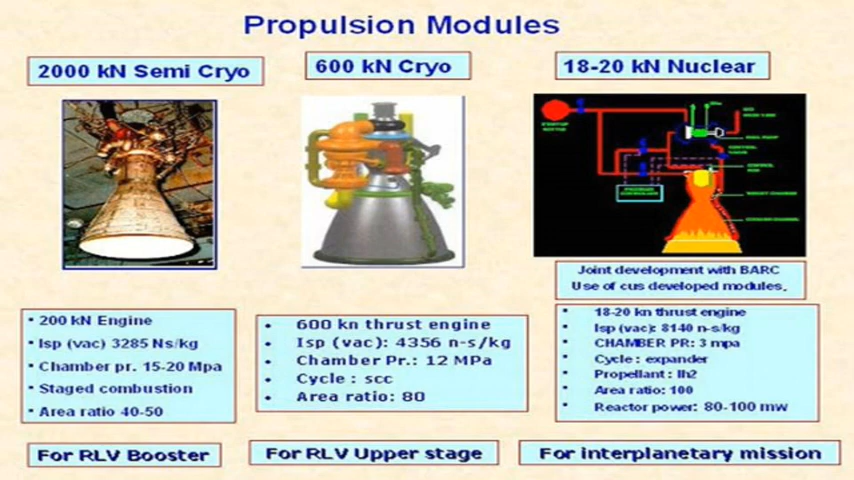 Propulsion Modules
2000 kN Semi Cryo
600 kN Cryo
18-20 kN Nuclear
Joint development with BARC
Use of cus developed modules.
• 200 kN Engine
• Isp (vac) 3285 Ns/kg
• Chamber pr. 15-20 Mpa
• Staged combustion
• Area ratio 40-50
• 600 kn thrust engine
• Isp (vac): 4356 n-s/kg
• Chamber Pr.: 12 MPa
• Cycle : scc
• Area ratio: 80
• 18-20 kn thrust engine
• Isp (vac): 8140 n-s/kg
• CHAMBER PR: 3 mpa
• Cycle : expander
• Propellant : lh2
• Area ratio: 100
• Reactor power: 80-100 mw
For RLV Booster
For RLV Upper stage
For interplanetary mission